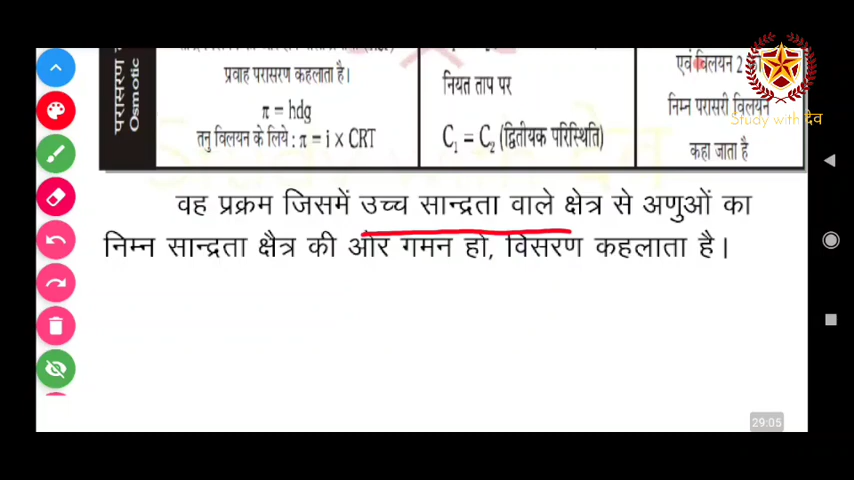 परासरण
Osmotic
प्रवाह परासरण कहलाता है।
π = hdg
तनु विलयन के लिये : π = i × CRT
नियत ताप पर
C₁ = C₂ (द्वितीयक परिस्थिति)
एवं विलयन 2 को
निम्न परासरी विलयन
कहा जाता है
Study with देव
वह प्रक्रम जिसमें उच्च सान्द्रता वाले क्षेत्र से अणुओं का
निम्न सान्द्रता क्षैत्र की ओर गमन हो, विसरण कहलाता है।
29:05